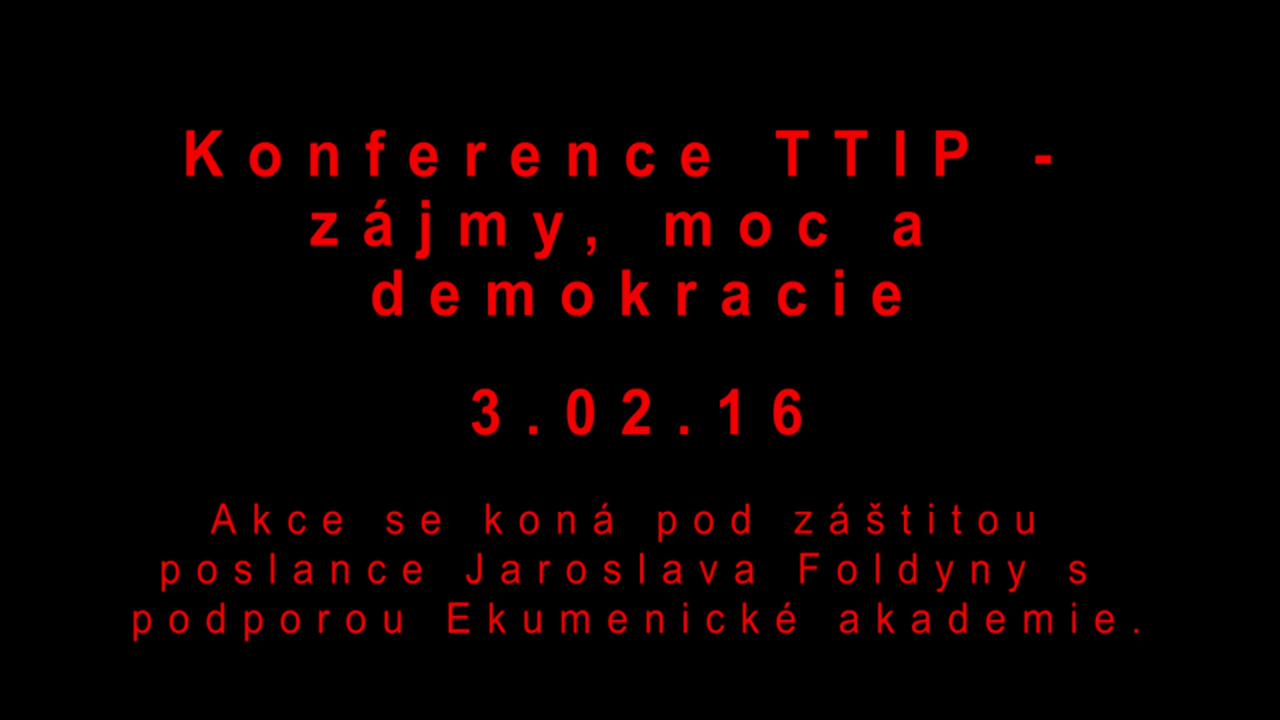 Konference TTIP -
zájmy, moc a
demokracie
3.02.16
Akce se koná pod záštitou
poslance Jaroslava Foldyny s
podporou Ekumenické akademie.